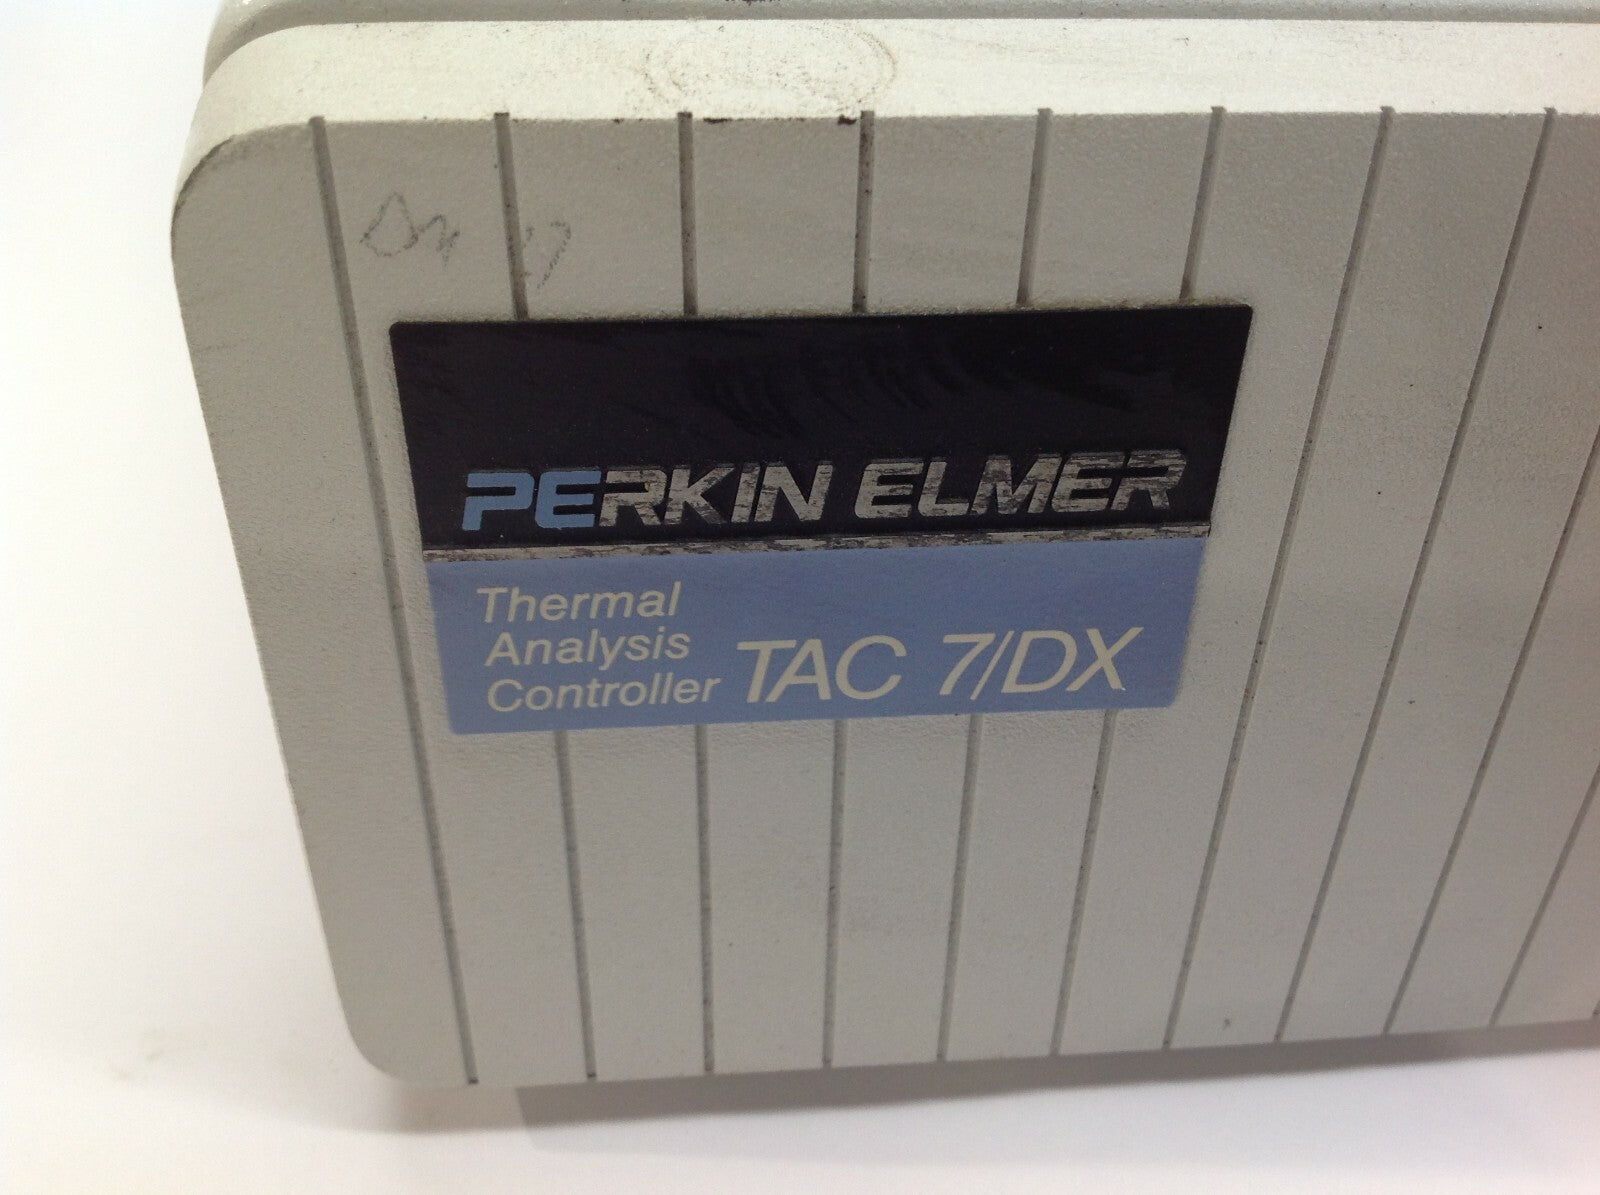 PERKIN ELMER
Thermal
Analysis
Controller TAC 7/DX